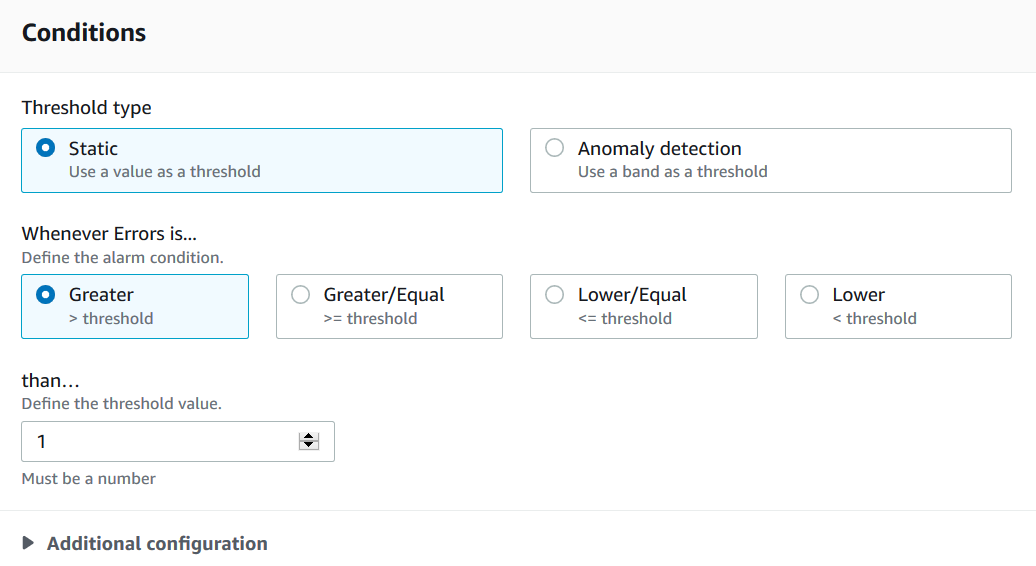 Conditions
Threshold type
Static
Use a value as a threshold
Anomaly detection
Use a band as a threshold
Whenever Errors is...
Define the alarm condition.
Greater
> threshold
Greater/Equal
>= threshold
Lower/Equal
<= threshold
Lower
< threshold
than…
Define the threshold value.
1
Must be a number
Additional configuration